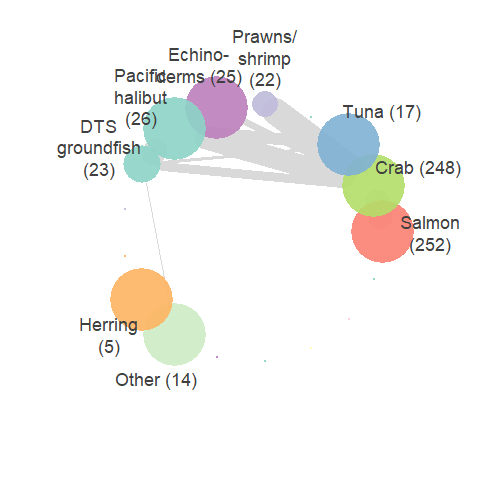 Prawns/
shrimp
(22)
Echino-
derms (25)
Pacific
halibut
(26)
DTS
groundfish
(23)
Tuna (17)
Crab (248)
Salmon
(252)
Herring
(5)
Other (14)